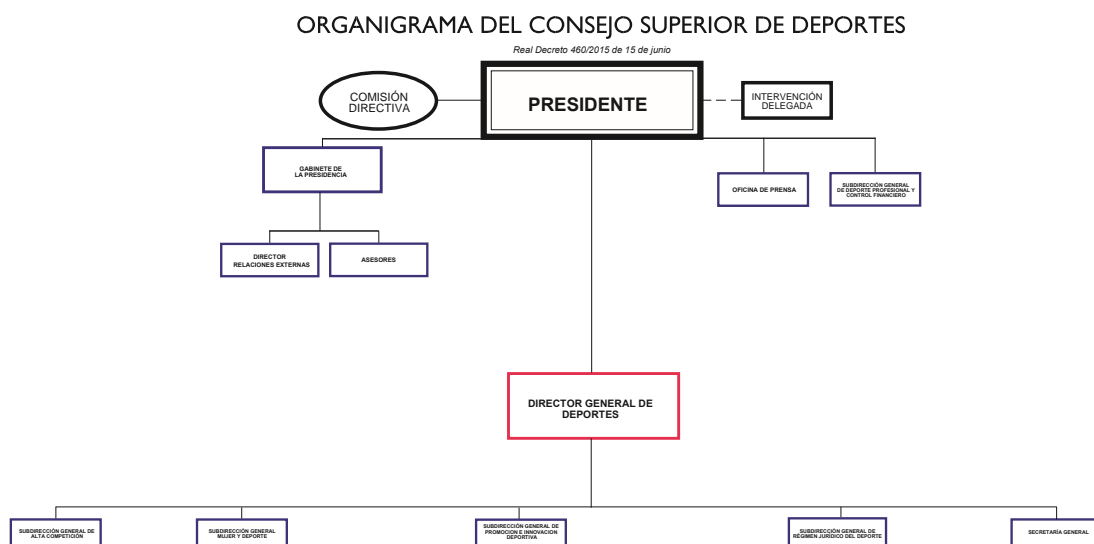 ORGANIGRAMA DEL CONSEJO SUPERIOR DE DEPORTES
Real Decreto 460/2015 de 15 de junio
COMISIÓN
DIRECTIVA
PRESIDENTE
INTERVENCIÓN
DELEGADA
GABINETE DE
LA PRESIDENCIA
OFICINA DE PRENSA
SUBDIRECCIÓN GENERAL
DE DEPORTE PROFESIONAL Y
CONTROL FINANCIERO
DIRECTOR
RELACIONES EXTERNAS
ASESORES
DIRECTOR GENERAL DE
DEPORTES
SUBDIRECCIÓN GENERAL DE
ALTA COMPETICIÓN
SUBDIRECCIÓN GENERAL
MUJER Y DEPORTE
SUBDIRECCIÓN GENERAL DE
PROMOCION E INNOVACION
DEPORTIVA
SUBDIRECCIÓN GENERAL DE
RÉGIMEN JURÍDICO DEL DEPORTE
SECRETARÍA GENERAL